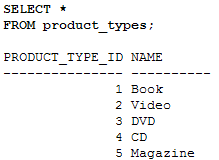 SELECT *
FROM product_types;
PRODUCT_TYPE_ID NAME
--------------- ----------
1 Book
2 Video
3 DVD
4 CD
5 Magazine